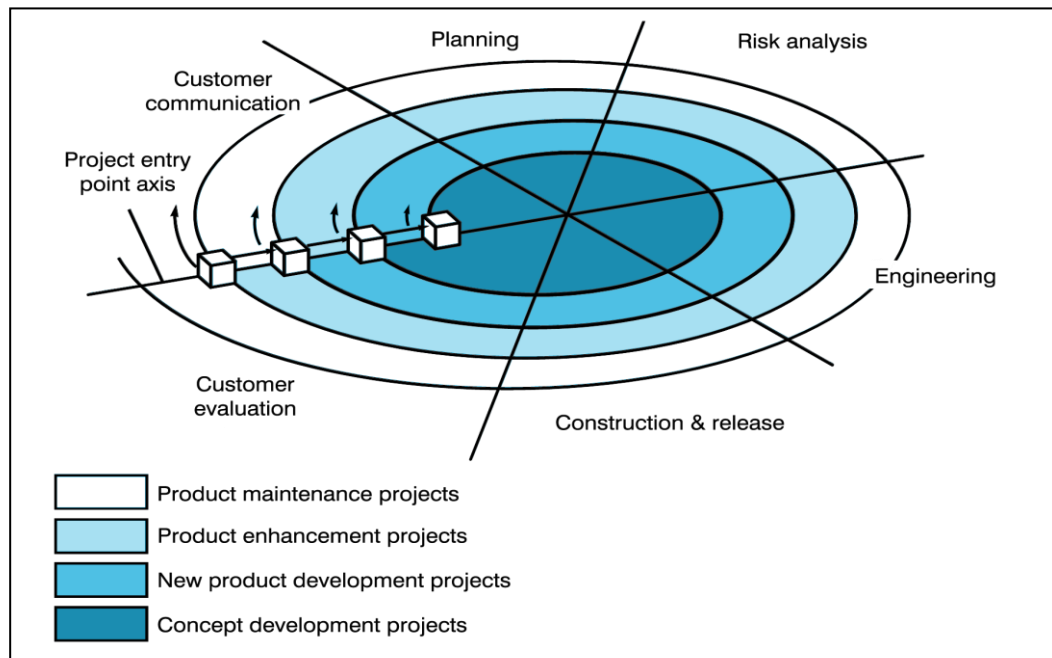 Planning
Risk analysis
Customer
communication
Project entry
point axis
Engineering
Customer
evaluation
Construction & release
Product maintenance projects
Product enhancement projects
New product development projects
Concept development projects